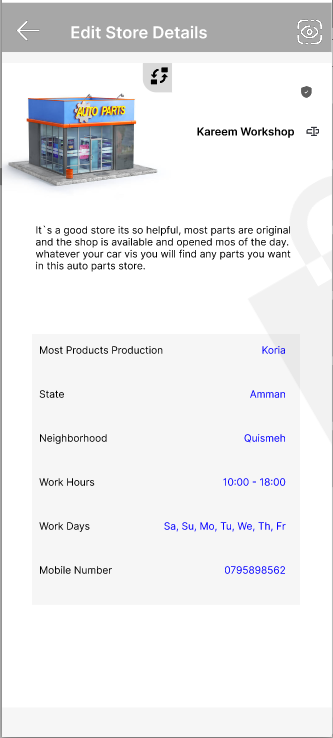 Edit Store Details
AUTO PARTS
Kareem Workshop
It`s a good store its so helpful, most parts are original
and the shop is available and opened mos of the day.
whatever your car vis you will find any parts you want
in this auto parts store.
Most Products Production Koria
State Amman
Neighborhood Quismeh
Work Hours 10:00 - 18:00
Work Days Sa, Su, Mo, Tu, We, Th, Fr
Mobile Number 0795898562